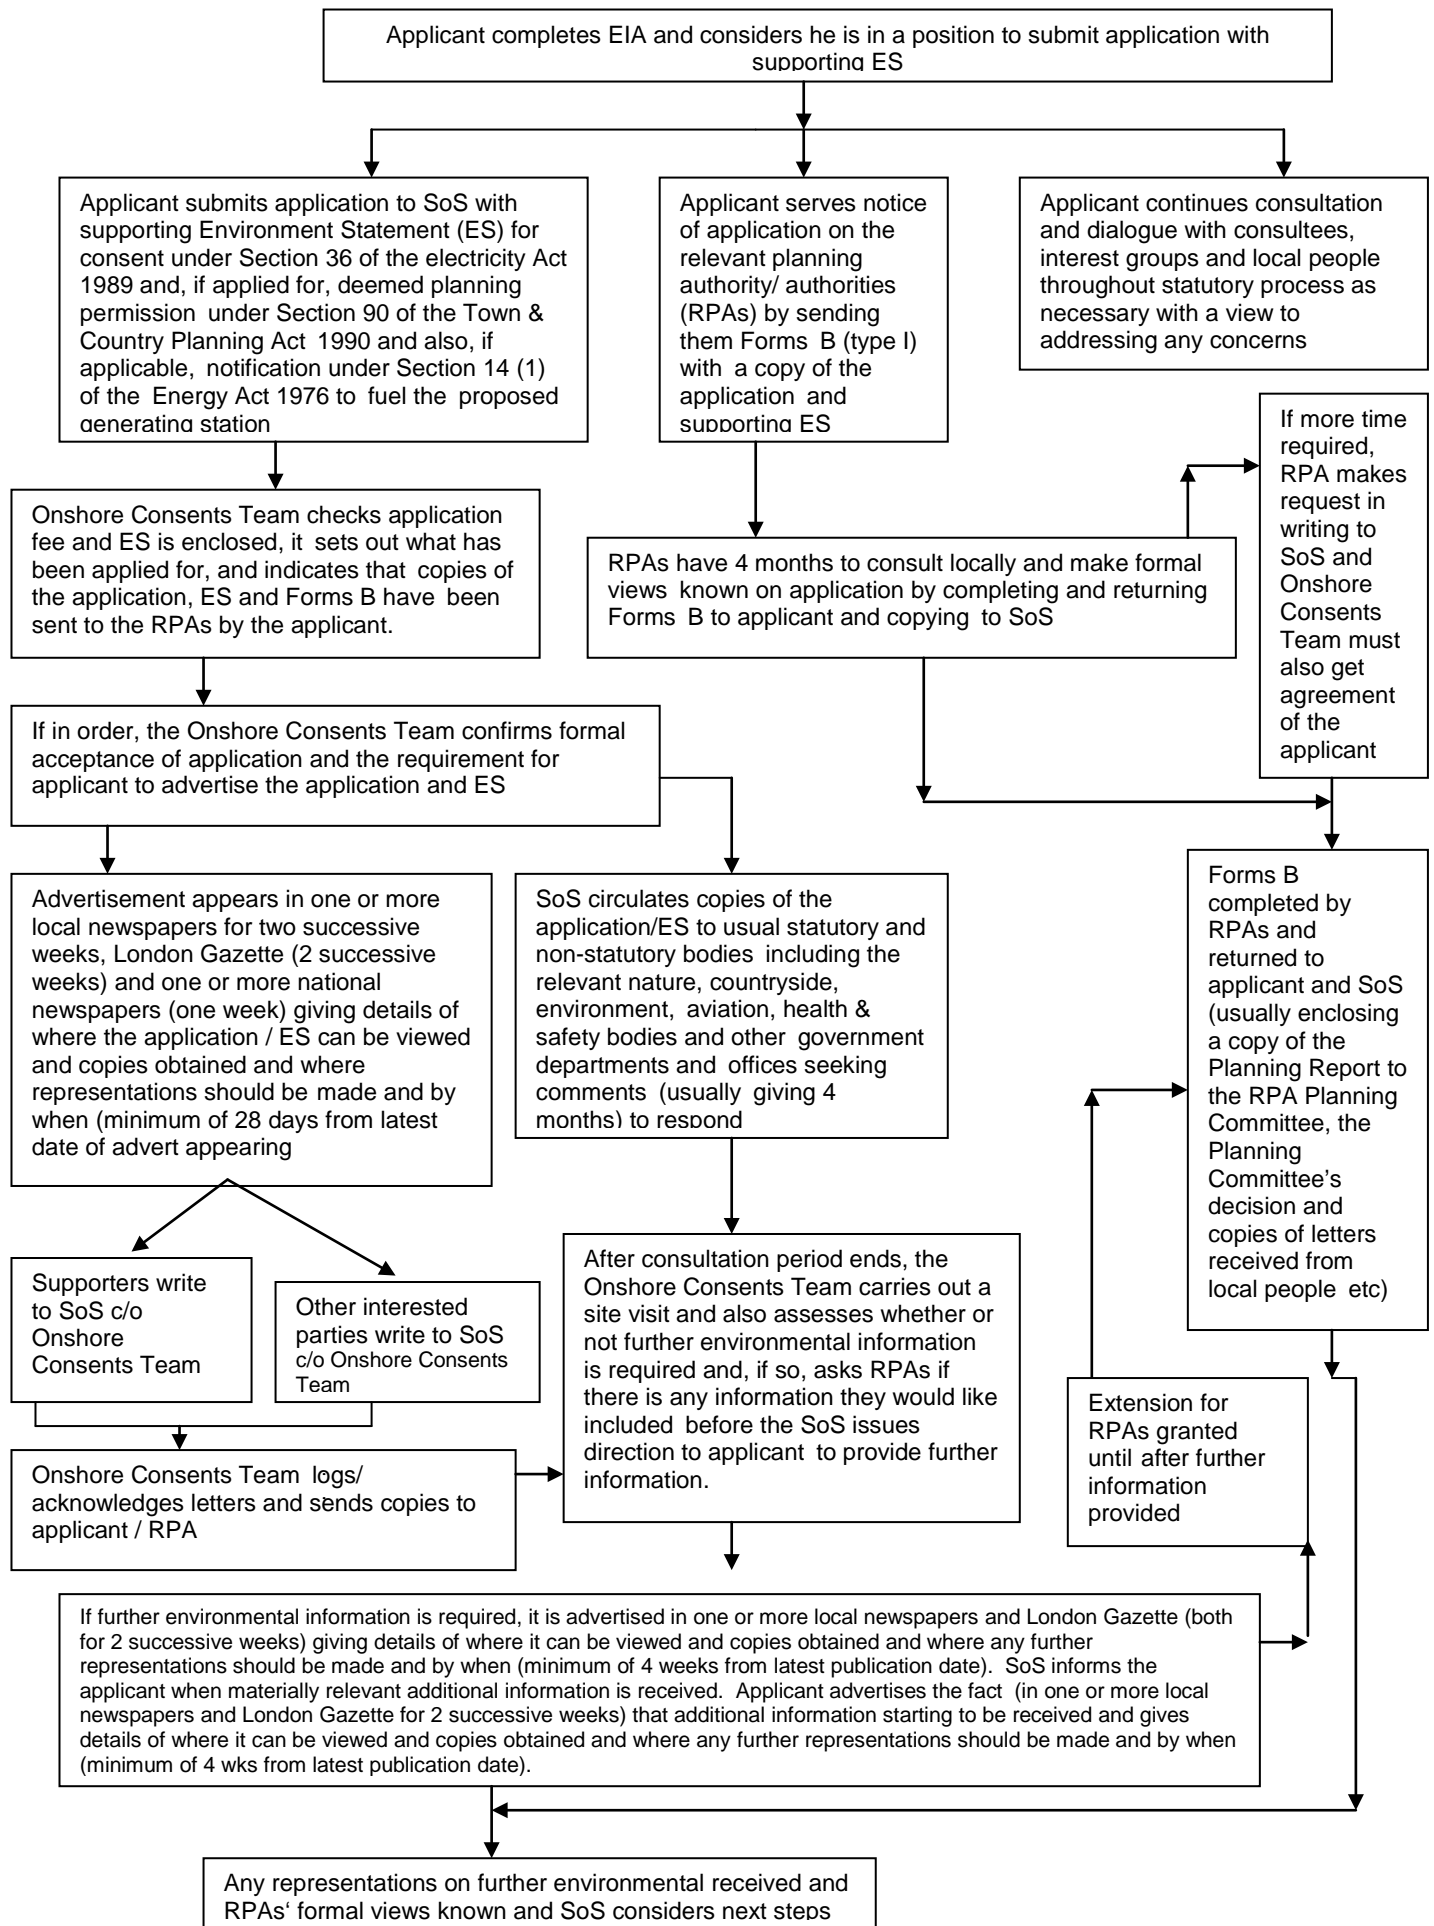 Applicant completes EIA and considers he is in a position to submit application with
supporting ES
Applicant submits application to SoS with
supporting Environment Statement (ES) for
consent under Section 36 of the electricity Act
1989 and, if applied for, deemed planning
permission under Section 90 of the Town &
Country Planning Act 1990 and also, if
applicable, notification under Section 14 (1)
of the Energy Act 1976 to fuel the proposed
generating station
Applicant serves notice
of application on the
relevant planning
authority/ authorities
(RPAs) by sending
them Forms B (type I)
with a copy of the
application and
supporting ES
Applicant continues consultation
and dialogue with consultees,
interest groups and local people
throughout statutory process as
necessary with a view to
addressing any concerns
If more time
required,
RPA makes
request in
writing to
SoS and
Onshore
Consents
Team must
also get
agreement
of the
applicant
Onshore Consents Team checks application
fee and ES is enclosed, it sets out what has
been applied for, and indicates that copies of
the application, ES and Forms B have been
sent to the RPAs by the applicant.
RPAs have 4 months to consult locally and make formal
views known on application by completing and returning
Forms B to applicant and copying to SoS
If in order, the Onshore Consents Team confirms formal
acceptance of application and the requirement for
applicant to advertise the application and ES
Advertisement appears in one or more
local newspapers for two successive
weeks, London Gazette (2 successive
weeks) and one or more national
newspapers (one week) giving details of
where the application / ES can be viewed
and copies obtained and where
representations should be made and by
when (minimum of 28 days from latest
date of advert appearing
SoS circulates copies of the
application/ES to usual statutory and
non-statutory bodies including the
relevant nature, countryside,
environment, aviation, health &
safety bodies and other government
departments and offices seeking
comments (usually giving 4
months) to respond
Forms B
completed by
RPAs and
returned to
applicant and SoS
(usually enclosing
a copy of the
Planning Report to
the RPA Planning
Committee, the
Planning
Committee’s
decision and
copies of letters
received from
local people etc)
Supporters write
to SoS c/o
Onshore
Consents Team
Other interested
parties write to SoS
c/o Onshore Consents
Team
After consultation period ends, the
Onshore Consents Team carries out a
site visit and also assesses whether or
not further environmental information
is required and, if so, asks RPAs if
there is any information they would like
included before the SoS issues
direction to applicant to provide further
information.
Extension for
RPAs granted
until after further
information
provided
Onshore Consents Team logs/
acknowledges letters and sends copies to
applicant / RPA
If further environmental information is required, it is advertised in one or more local newspapers and London Gazette (both
for 2 successive weeks) giving details of where it can be viewed and copies obtained and where any further
representations should be made and by when (minimum of 4 weeks from latest publication date). SoS informs the
applicant when materially relevant additional information is received. Applicant advertises the fact (in one or more local
newspapers and London Gazette for 2 successive weeks) that additional information starting to be received and gives
details of where it can be viewed and copies obtained and where any further representations should be made and by when
(minimum of 4 wks from latest publication date).
Any representations on further environmental received and
RPAs‘ formal views known and SoS considers next steps